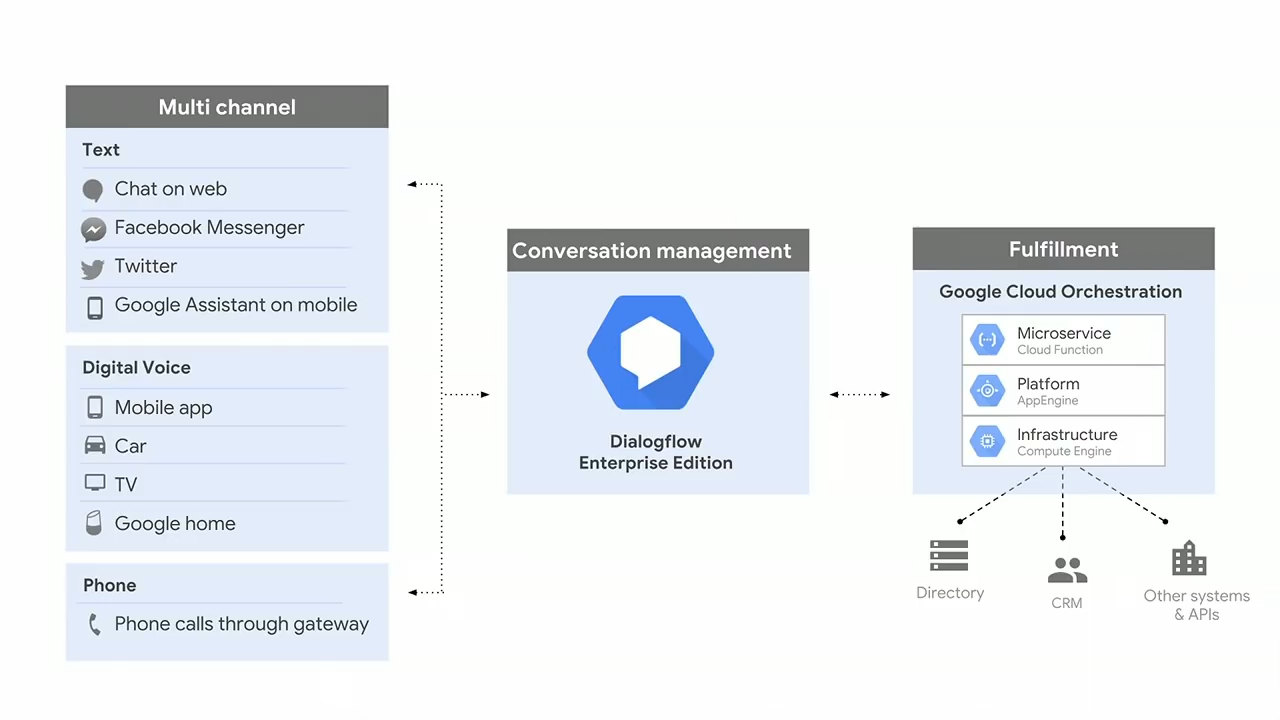 Multi channel
Text
Chat on web
Facebook Messenger
Twitter
Google Assistant on mobile
Digital Voice
Mobile app
Car
TV
Google home
Phone
Phone calls through gateway
Conversation management
Dialogflow
Enterprise Edition
Fulfillment
Google Cloud Orchestration
Microservice
Cloud Function
Platform
AppEngine
Infrastructure
Compute Engine
Directory
CRM
Other systems
& APIs